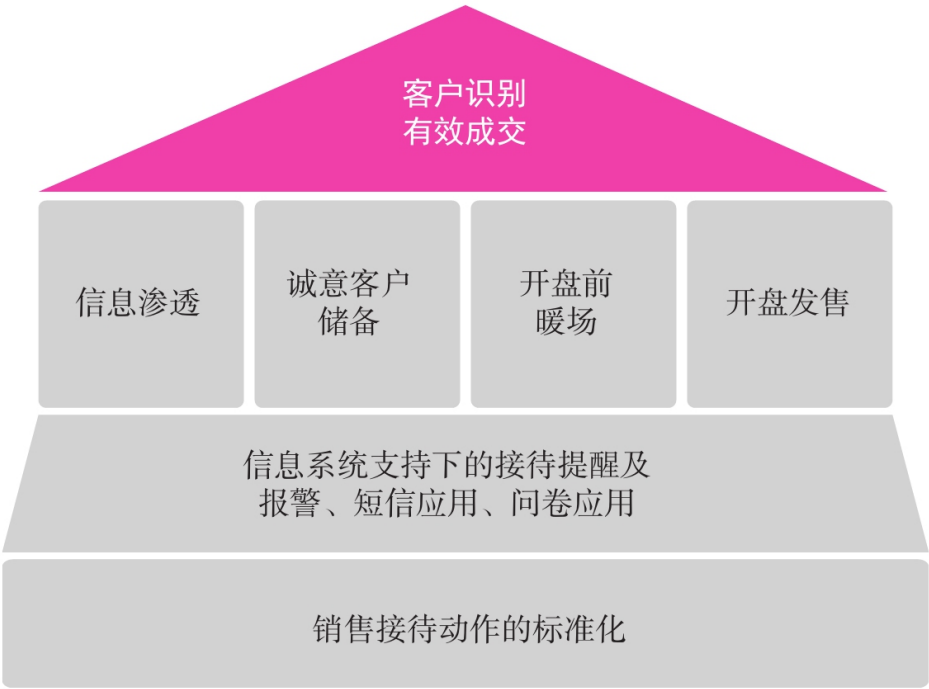 客户识别
有效成交
信息渗透
诚意客户
储备
开盘前
暖场
开盘发售
信息系统支持下的接待提醒及
报警、短信应用、问卷应用
销售接待动作的标准化